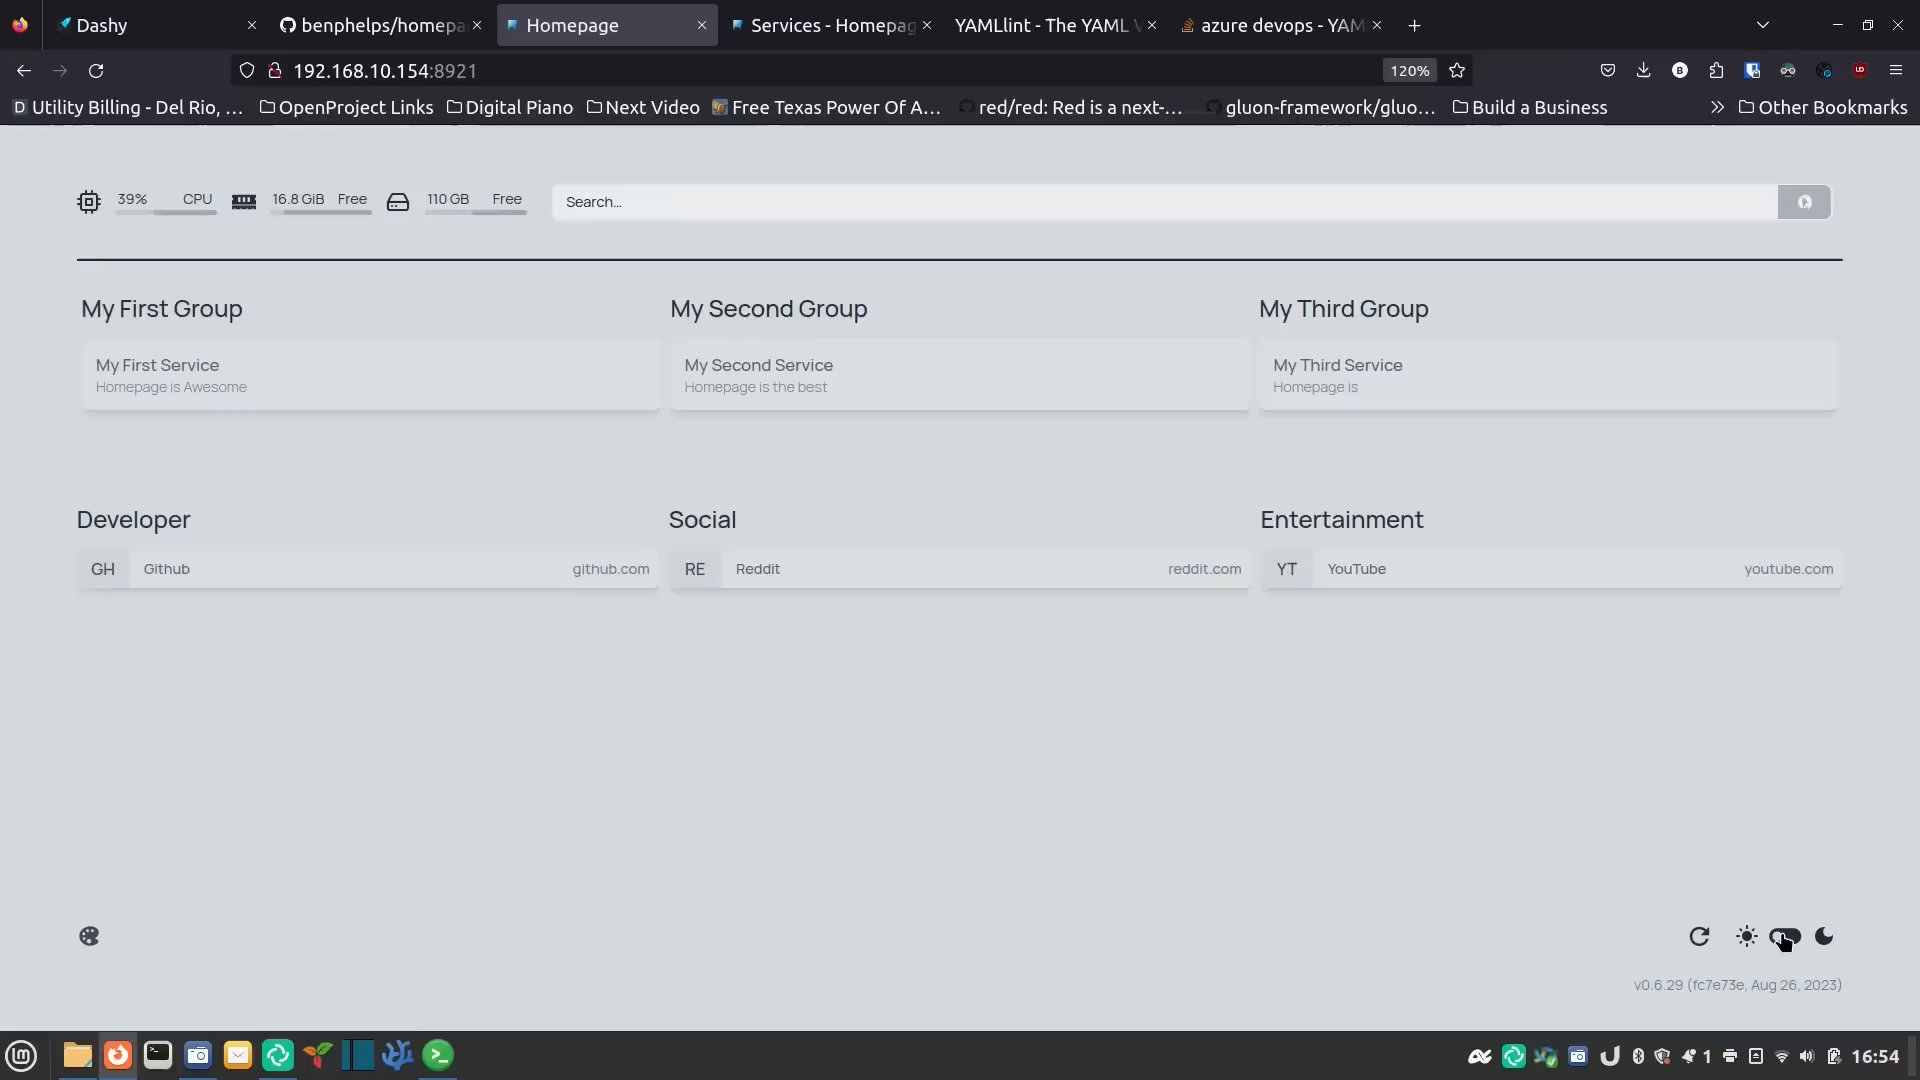 Dashy
benphelps/homepa
Homepage
Services - Homepag
YAMLlint - The YAML V
azure devops - YAM
192.168.10.154:8921
120%
Utility Billing - Del Rio, ...
OpenProject Links
Digital Piano
Next Video
Free Texas Power Of A...
red/red: Red is a next-...
gluon-framework/gluo...
Build a Business
Other Bookmarks
39% CPU
16.8 GiB Free
110 GB Free
Search...
My First Group
My Second Group
My Third Group
My First Service
Homepage is Awesome
My Second Service
Homepage is the best
My Third Service
Homepage is
Developer
Social
Entertainment
GH Github github.com
RE Reddit reddit.com
YT YouTube youtube.com
v0.6.29 (fc7e73e, Aug 26, 2023)
1
16:54